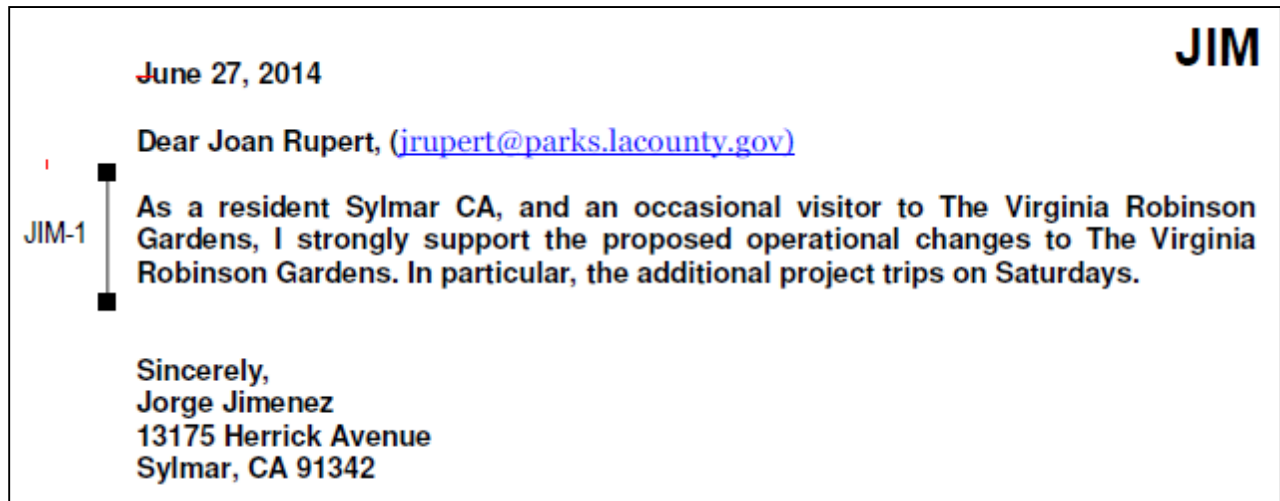 JIM
June 27, 2014
Dear Joan Rupert, (jrupert@parks.lacounty.gov)
JIM-1
As a resident Sylmar CA, and an occasional visitor to The Virginia Robinson
Gardens, I strongly support the proposed operational changes to The Virginia
Robinson Gardens. In particular, the additional project trips on Saturdays.
Sincerely,
Jorge Jimenez
13175 Herrick Avenue
Sylmar, CA 91342